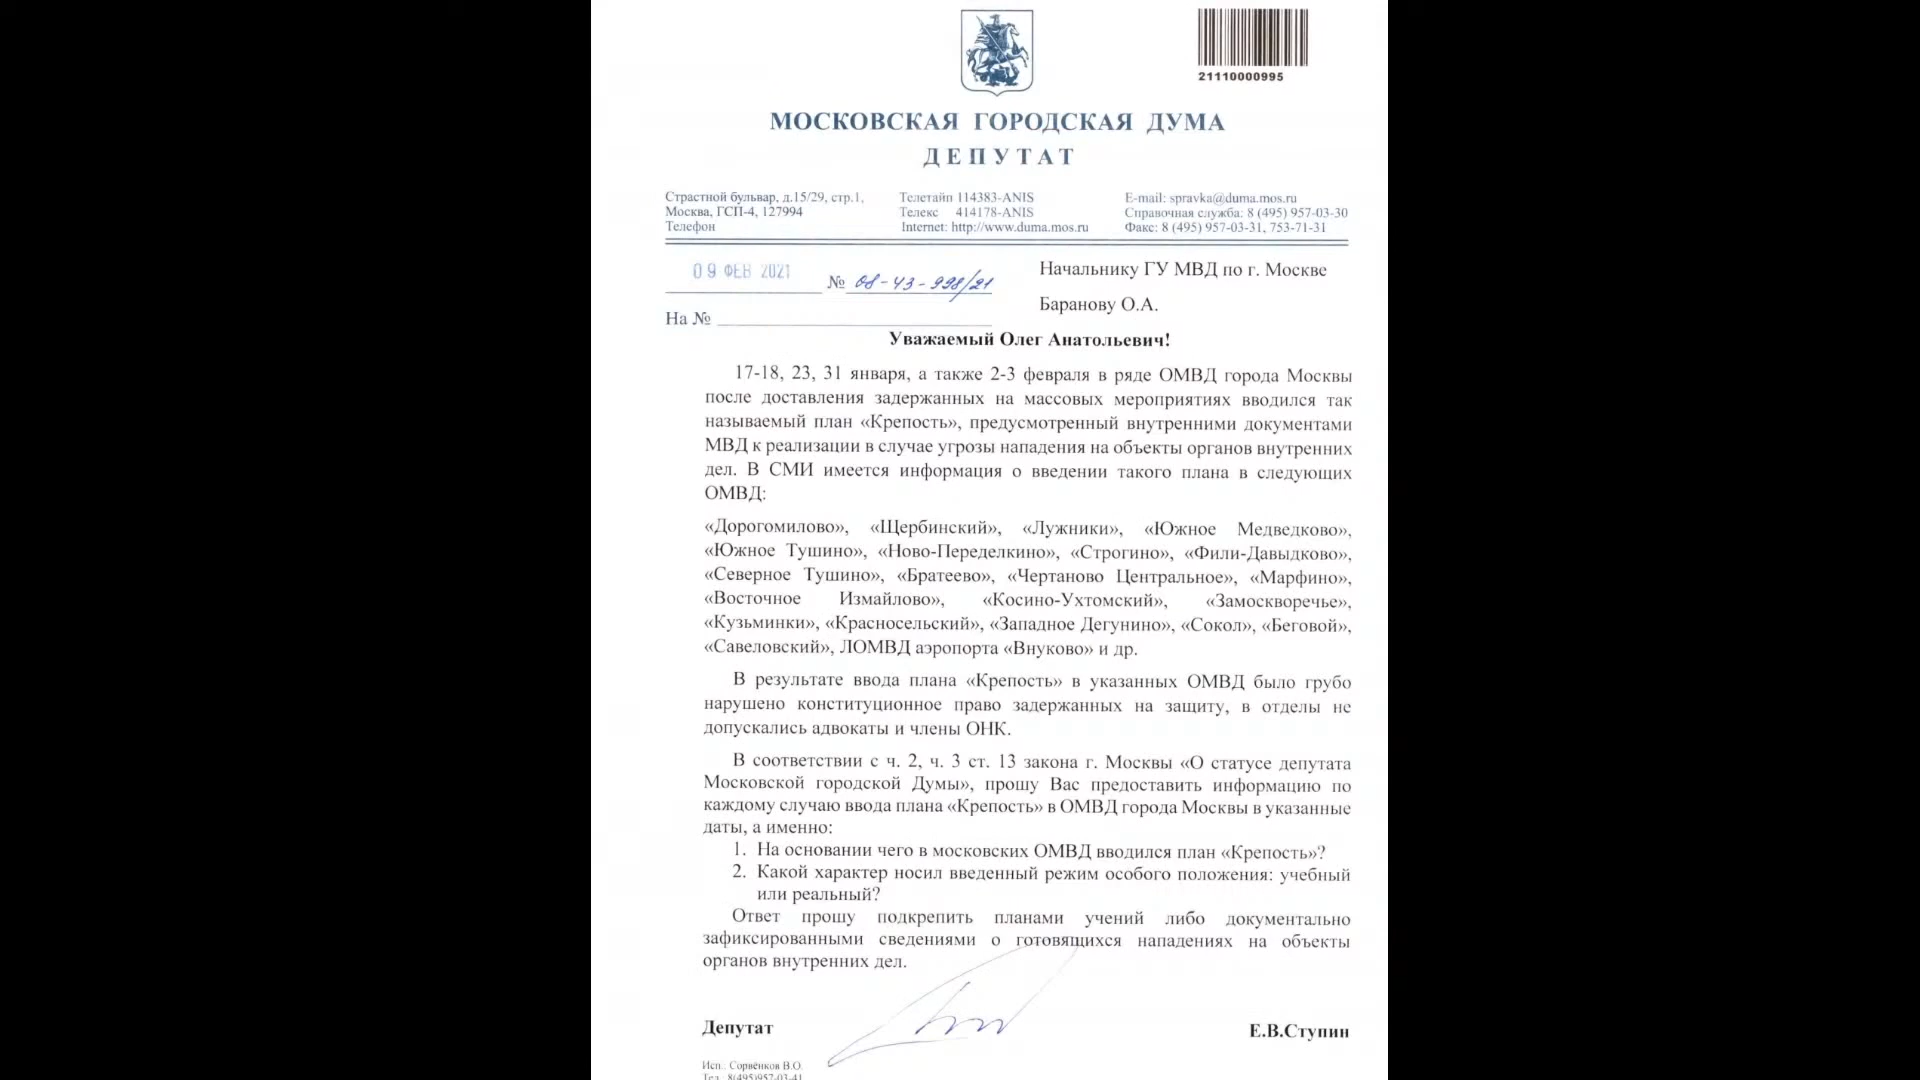 21110000995
МОСКОВСКАЯ ГОРОДСКАЯ ДУМА
ДЕПУТАТ
Страстной бульвар, д.15/29, стр.1,
Москва, ГСП-4, 127994
Телефон
Телетайп 114383-ANIS
Телекс 414178-ANIS
Internet: http://www.duma.mos.ru
E-mail: spravka@duma.mos.ru
Справочная служба: 8 (495) 957-03-30
Факс: 8 (495) 957-03-31, 753-71-31
09 ФЕВ 2021
№ 08-43-998/21
На №
Начальнику ГУ МВД по г. Москве
Баранову О.А.
Уважаемый Олег Анатольевич!
17-18, 23, 31 января, а также 2-3 февраля в ряде ОМВД города Москвы
после доставления задержанных на массовых мероприятиях вводился так
называемый план «Крепость», предусмотренный внутренними документами
МВД к реализации в случае угрозы нападения на объекты органов внутренних
дел. В СМИ имеется информация о введении такого плана в следующих
ОМВД:
«Дорогомилово», «Щербинский», «Лужники», «Южное Медведково»,
«Южное Тушино», «Ново-Переделкино», «Строгино», «Фили-Давыдково»,
«Северное Тушино», «Братеево», «Чертаново Центральное», «Марфино»,
«Восточное Измайлово», «Косино-Ухтомский», «Замоскворечье»,
«Кузьминки», «Красносельский», «Западное Дегунино», «Сокол», «Беговой»,
«Савеловский», ЛОМВД аэропорта «Внуково» и др.
В результате ввода плана «Крепость» в указанных ОМВД было грубо
нарушено конституционное право задержанных на защиту, в отделы не
допускались адвокаты и члены ОНК.
В соответствии с ч. 2, ч. 3 ст. 13 закона г. Москвы «О статусе депутата
Московской городской Думы», прошу Вас предоставить информацию по
каждому случаю ввода плана «Крепость» в ОМВД города Москвы в указанные
даты, а именно:
1. На основании чего в московских ОМВД вводился план «Крепость»?
2. Какой характер носил введенный режим особого положения: учебный
или реальный?
Ответ прошу подкрепить планами учений либо документально
зафиксированными сведениями о готовящихся нападениях на объекты
органов внутренних дел.
Депутат
Е.В.Ступин
Исп.: Сорвёнков В.О.
Тел. 8(495)957-03-41